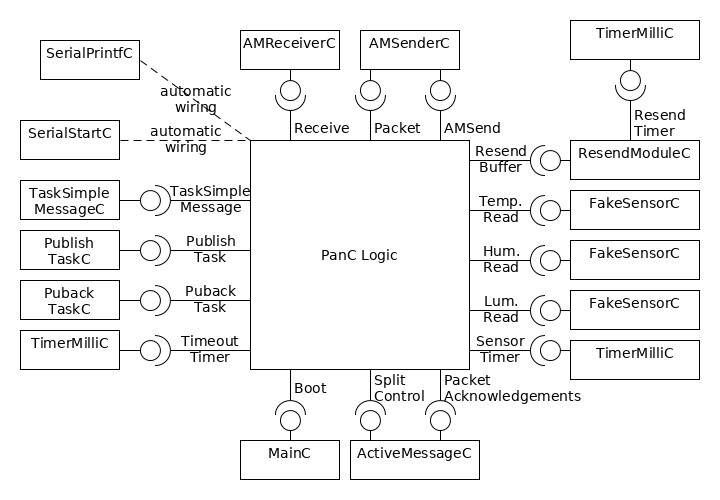 SerialPrintfC
AMReceiverC
AMSenderC
TimerMilliC
automatic
wiring
Resend
Timer
SerialStartC
automatic
wiring
Receive
Packet
AMSend
Resend
Buffer
ResendModuleC
TaskSimple
MessageC
TaskSimple
Message
Temp.
Read
FakeSensorC
Publish
TaskC
Publish
Task
PanC Logic
Hum.
Read
FakeSensorC
Puback
TaskC
Puback
Task
Lum.
Read
FakeSensorC
TimerMilliC
Timeout
Timer
Sensor
Timer
TimerMilliC
Boot
Split
Control
Packet
Acknowledgements
MainC
ActiveMessageC